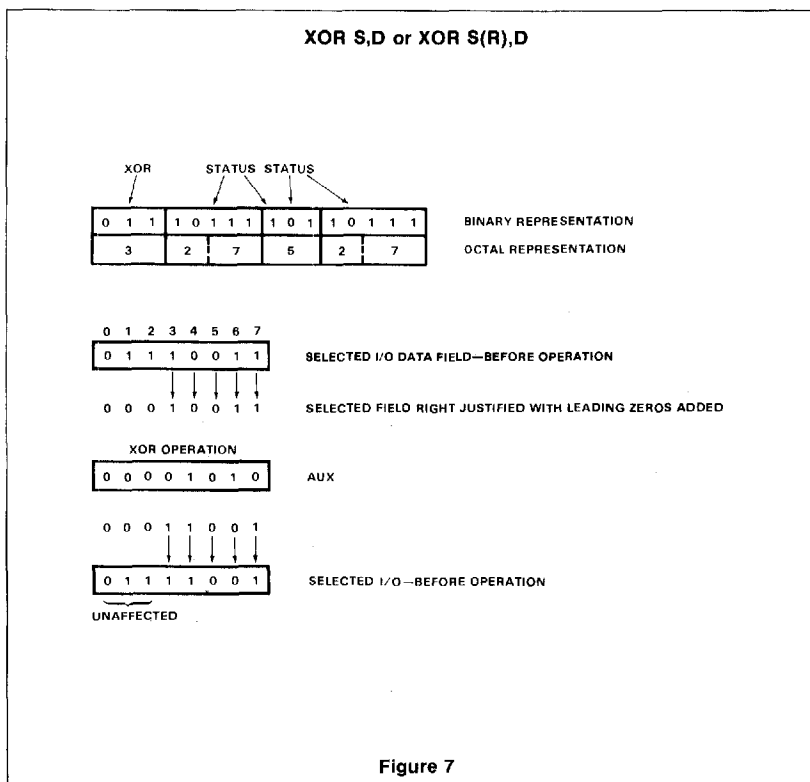 XOR S,D or XOR S(R),D
XOR STATUS STATUS
0 1 1 1 0 1 1 1 1 0 1 1 0 1 1 1 BINARY REPRESENTATION
3 2 7 5 2 7 OCTAL REPRESENTATION
0 1 2 3 4 5 6 7
0 1 1 1 0 0 1 1 SELECTED I/O DATA FIELD—BEFORE OPERATION
0 0 0 1 0 0 1 1 SELECTED FIELD RIGHT JUSTIFIED WITH LEADING ZEROS ADDED
XOR OPERATION
0 0 0 0 1 0 1 0 AUX
0 0 0 1 1 0 0 1
0 1 1 1 1 0 0 1 SELECTED I/O—BEFORE OPERATION
UNAFFECTED
Figure 7